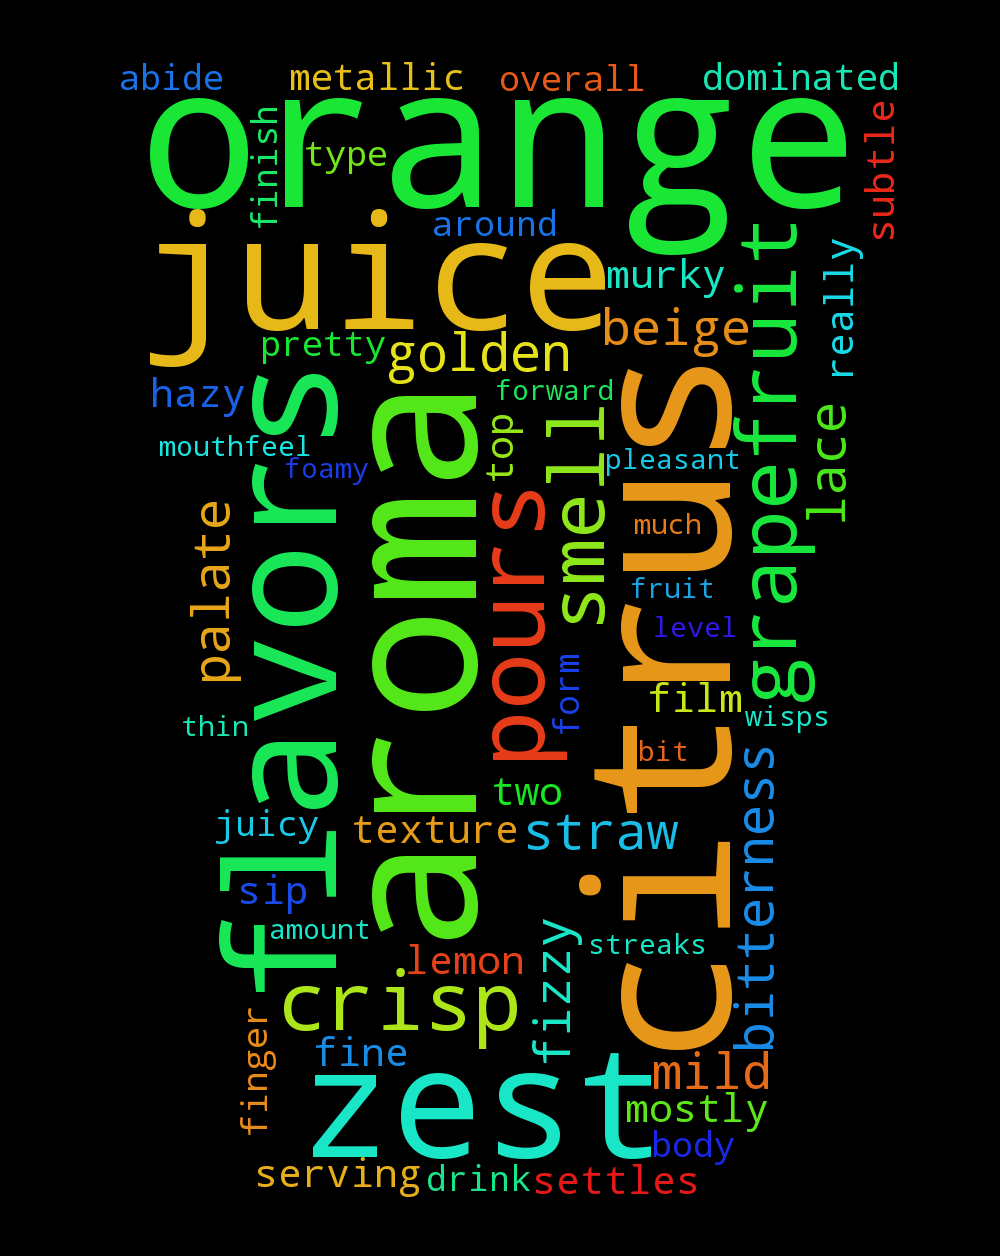 abide
metallic
overall
dominated
orange
finish
type
subtle
juice
around
grapefruit
really
murky
beige
pretty
golden
flavors
aroma
citrus
hazy
forward
smell
lace
top
mouthfeel
foamy
pleasant
pours
palate
much
fruit
level
form
film
thin
wisps
bit
bitterness
two
juicy
texture
straw
sip
amount
lemon
fizzy
streaks
crisp
finger
fine
zest
mild
mostly
body
serving
drink
settles